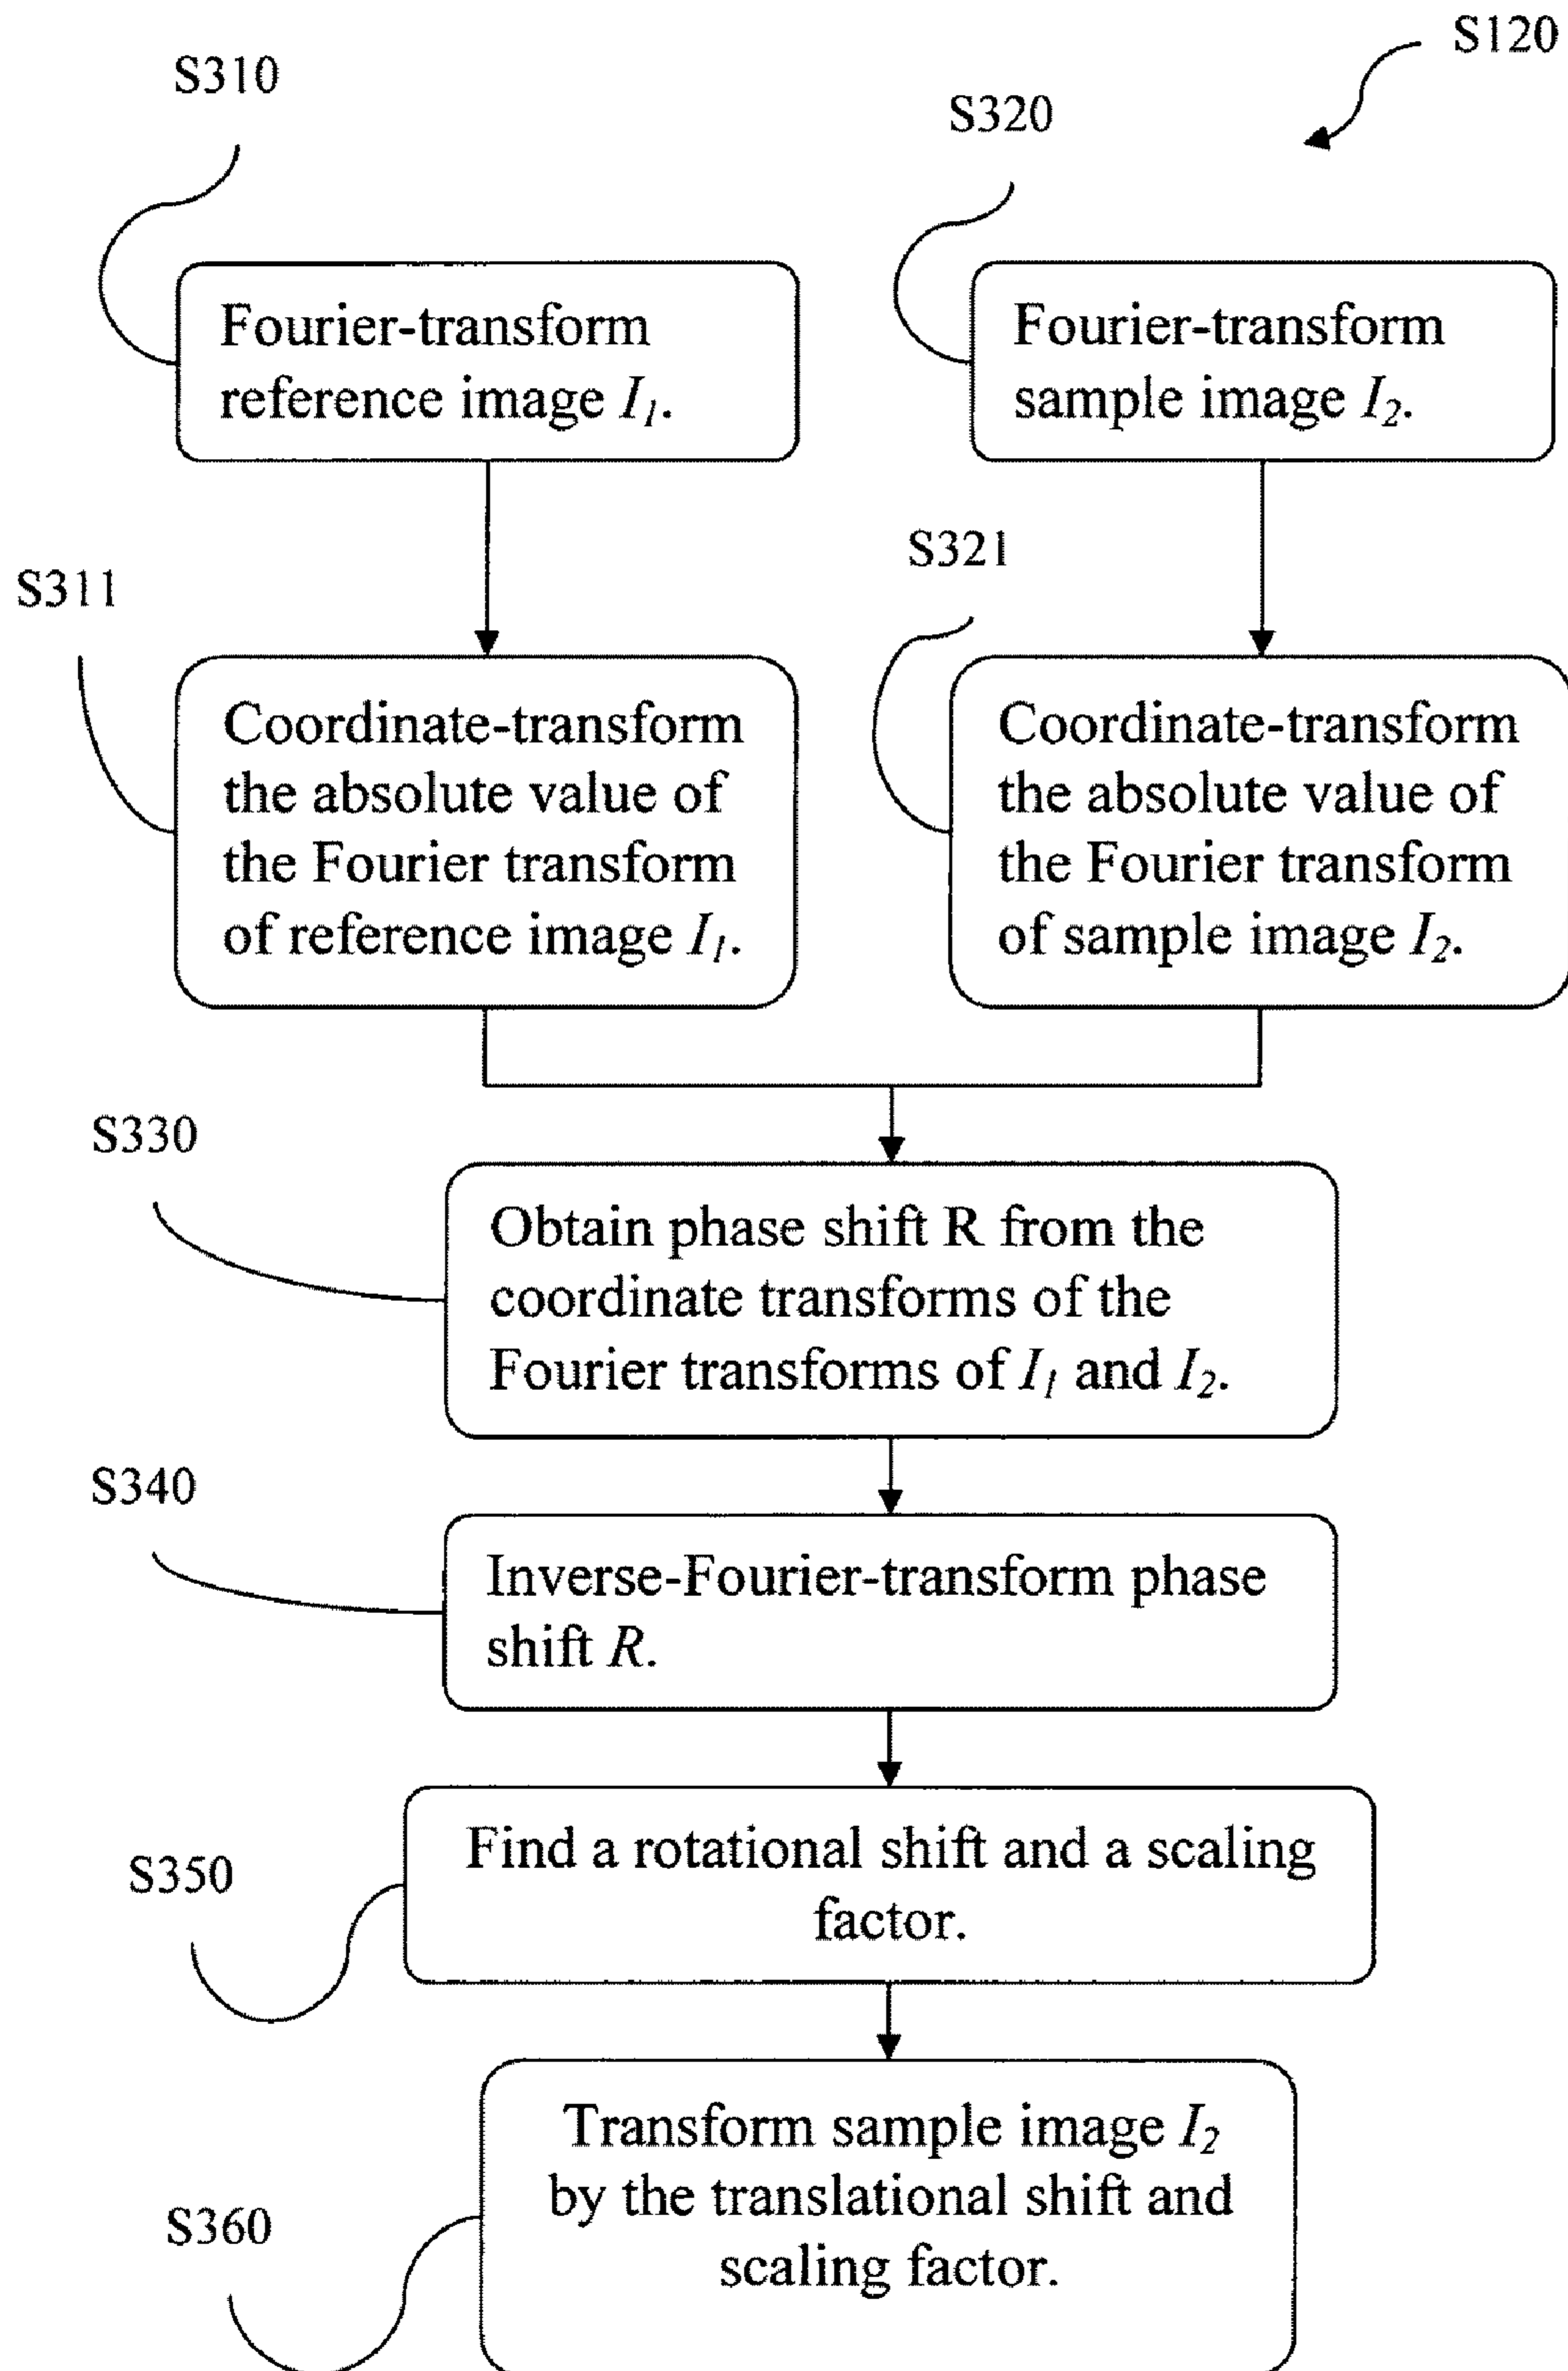 S120
S310
S320
Fourier-transform
reference image I1.
Fourier-transform
sample image I2.
S311
S321
Coordinate-transform
the absolute value of
the Fourier transform
of reference image I1.
Coordinate-transform
the absolute value of
the Fourier transform
of sample image I2.
S330
Obtain phase shift R from the
coordinate transforms of the
Fourier transforms of I1 and I2.
S340
Inverse-Fourier-transform phase
shift R.
S350
Find a rotational shift and a scaling
factor.
S360
Transform sample image I2
by the translational shift and
scaling factor.